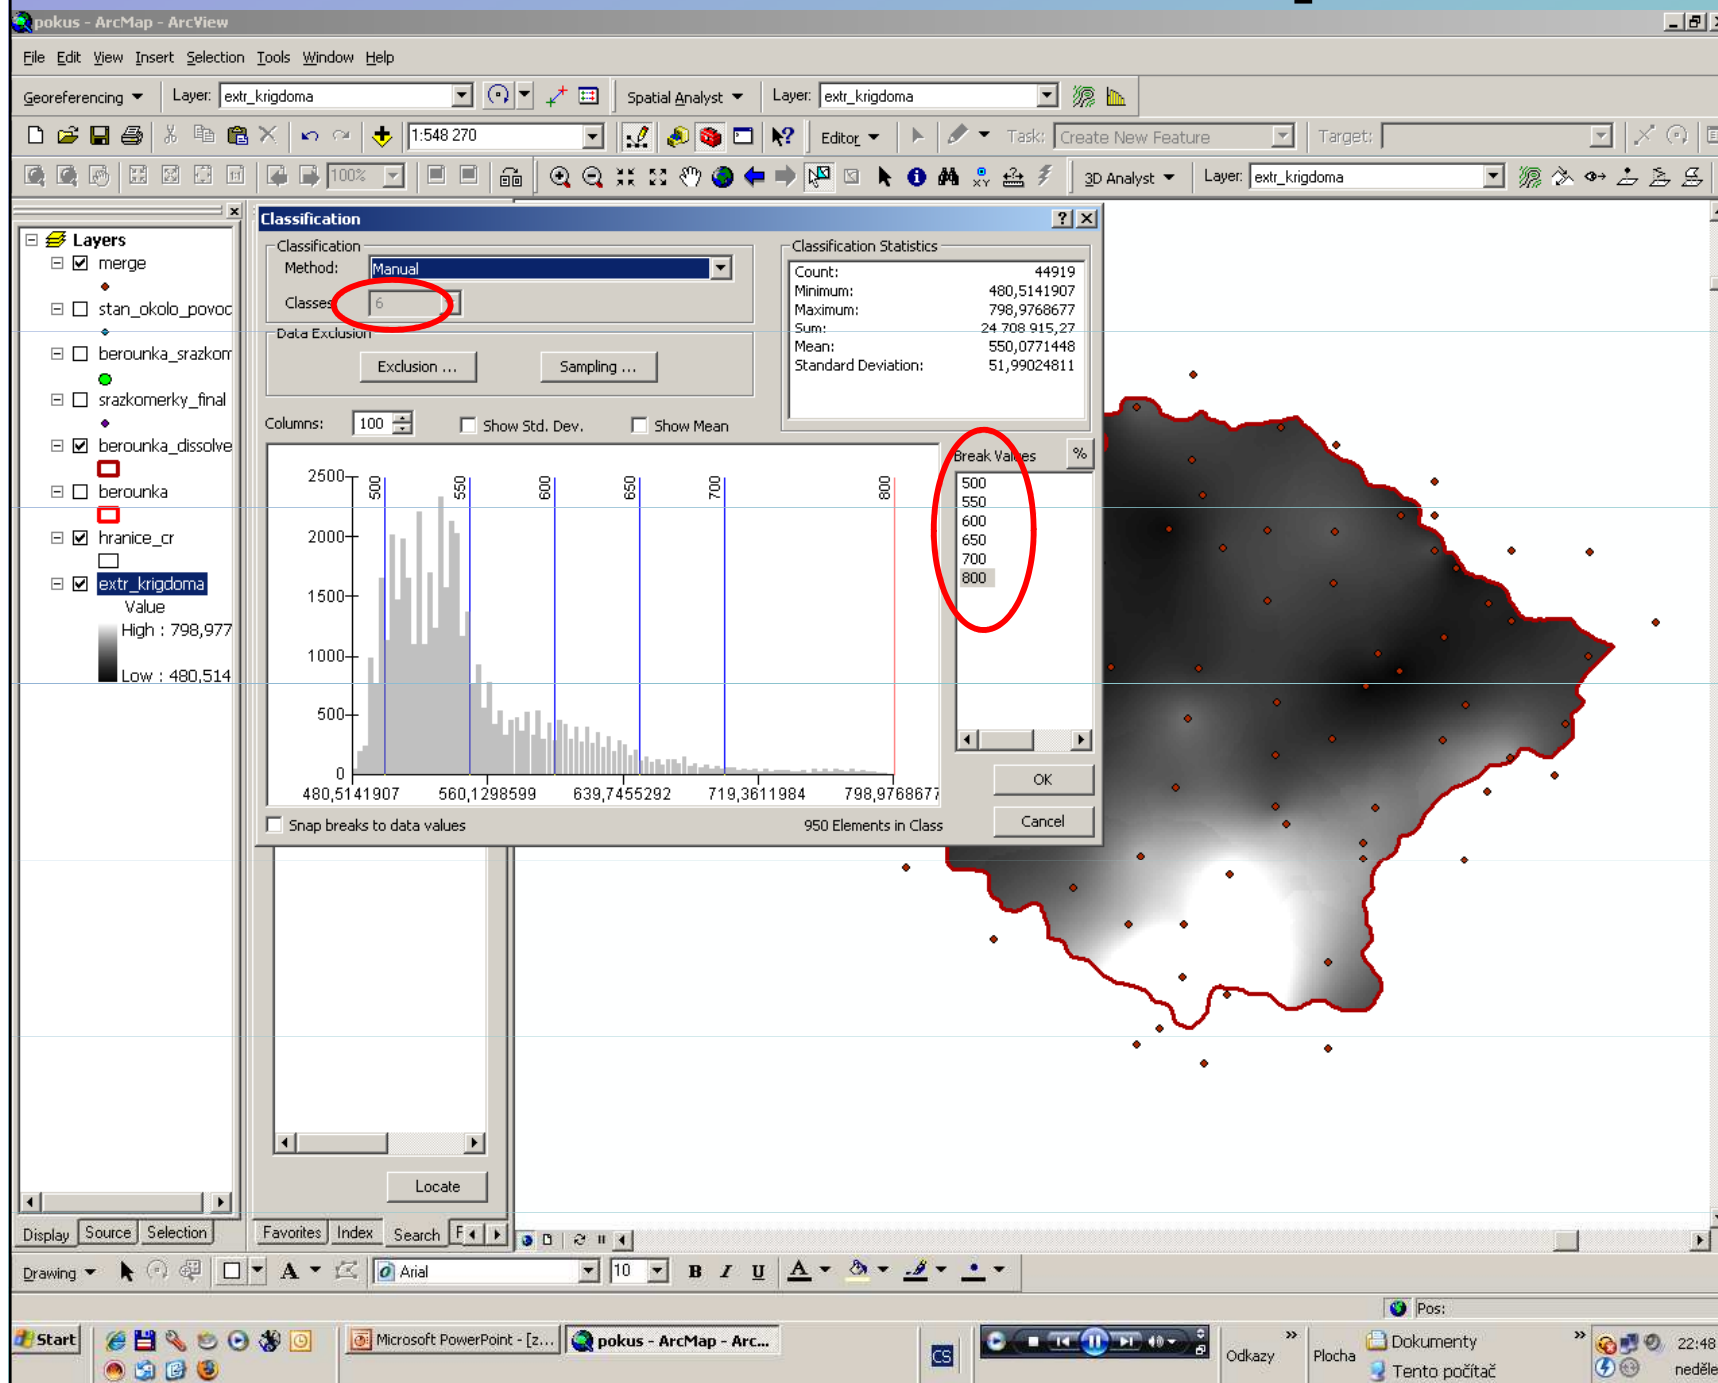 pokus - ArcMap - ArcView
File Edit View Insert Selection Tools Window Help
Georeferencing Layer: extr_krigdoma Spatial Analyst Layer: extr_krigdoma
1:548 270 Editor Task: Create New Feature Target:
100% 3D Analyst Layer: extr_krigdoma
Layers
merge
stan_okolo_povoc
berounka_srazkom
srazkomerky_final
berounka_dissolve
berounka
hranice_cr
extr_krigdoma
Value
High : 798,977
Low : 480,514
Display Source Selection
Classification
Classification
Method: Manual
Classes 6
Data Exclusion
Exclusion ... Sampling ...
Classification Statistics
Count: 44919
Minimum: 480,5141907
Maximum: 798,9768677
Sum: 24 708 915,27
Mean: 550,0771448
Standard Deviation: 51,99024811
Columns: 100 Show Std. Dev. Show Mean
Break Values %
500
550
600
650
700
800
500 550 600 650 700 800
2500
2000
1500
1000
500
0
480,5141907 560,1298599 639,7455292 719,3611984 798,9768677
OK
Cancel
Snap breaks to data values 950 Elements in Class
Locate
Favorites Index Search F
Drawing A Arial 10 B I U A
Pos:
Start Microsoft PowerPoint - [z... pokus - ArcMap - Arc... CS Odkazy Plocha Dokumenty 22:48
Tento počítač neděle